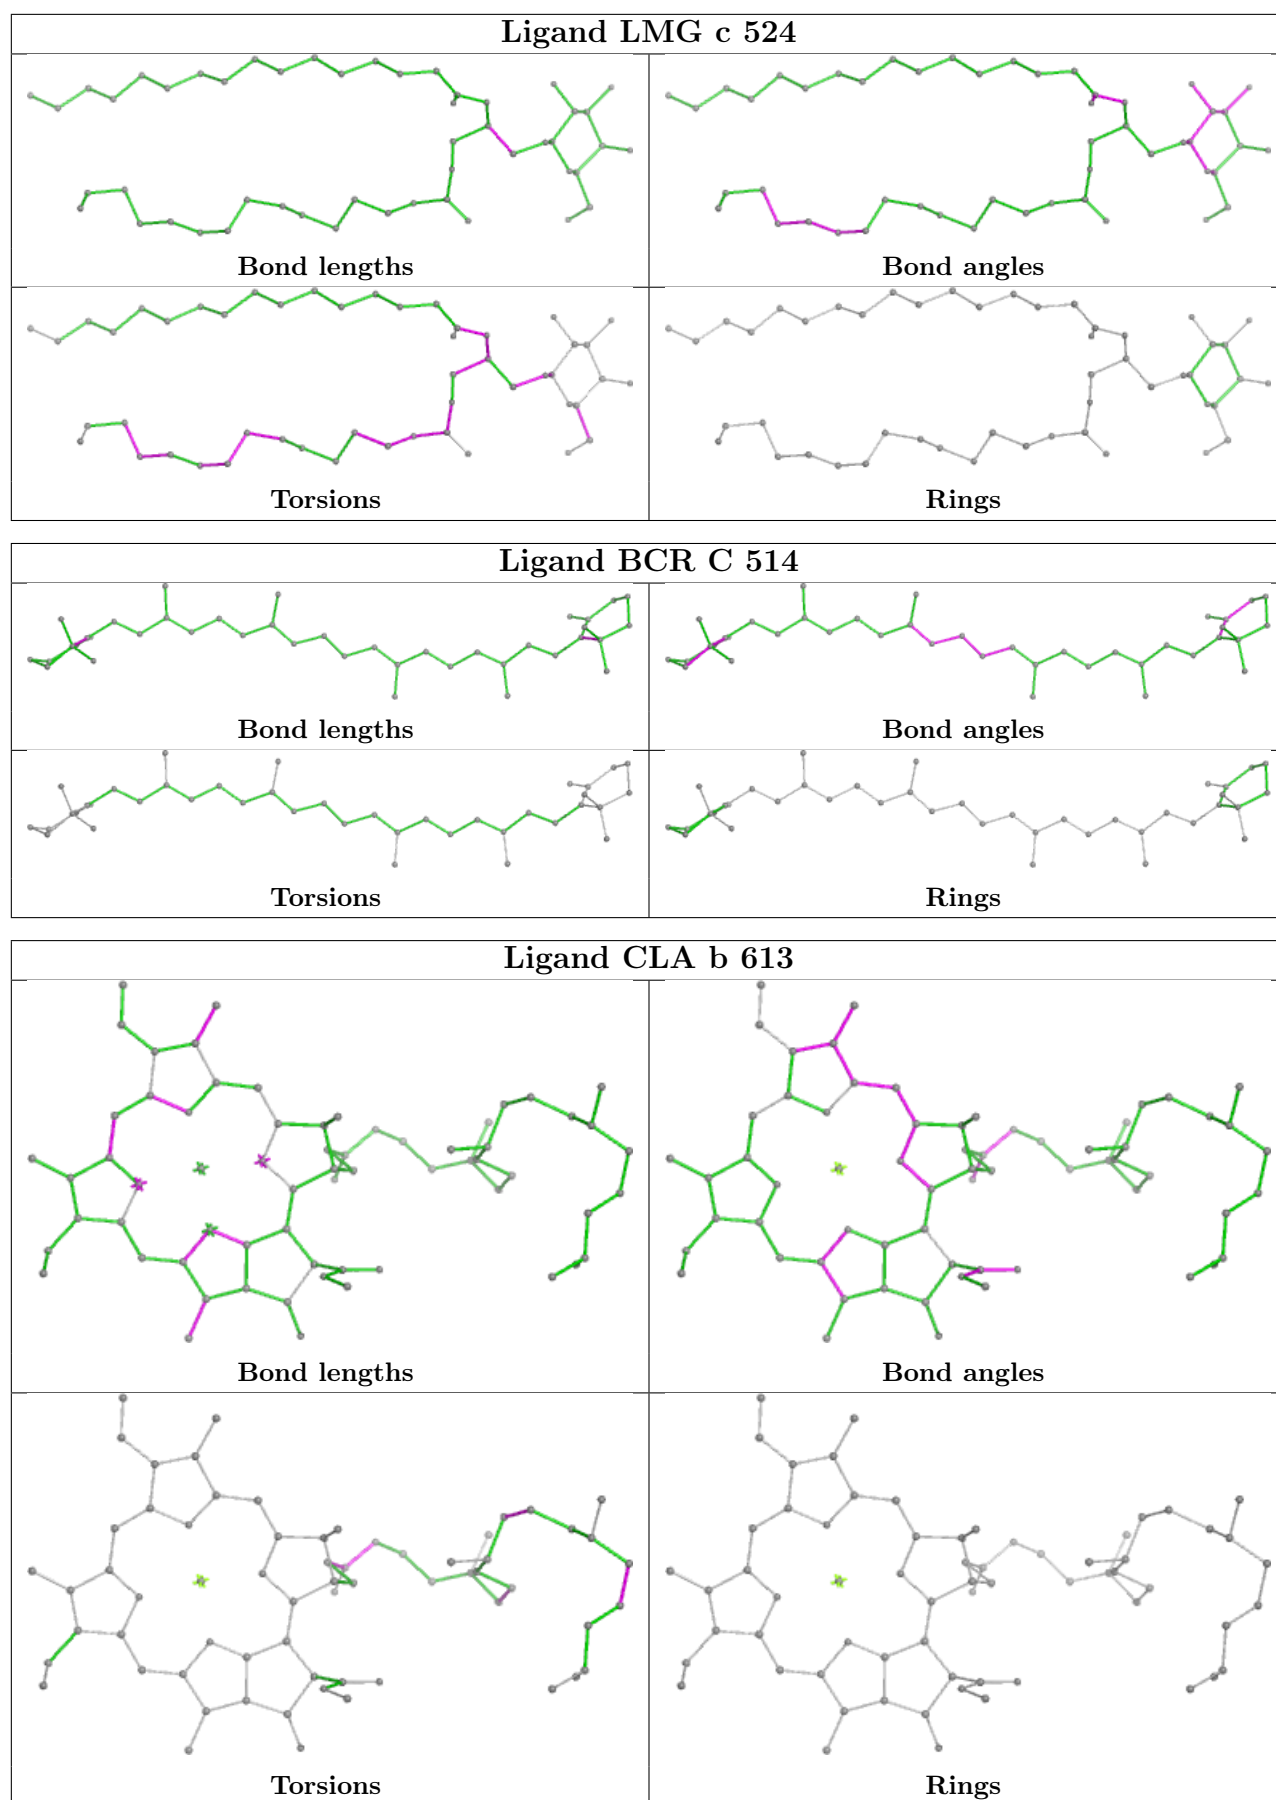 Ligand LMG c 524
Bond lengths
Bond angles
Torsions
Rings
Ligand BCR C 514
Bond lengths
Bond angles
Torsions
Rings
Ligand CLA b 613
Bond lengths
Bond angles
Torsions
Rings